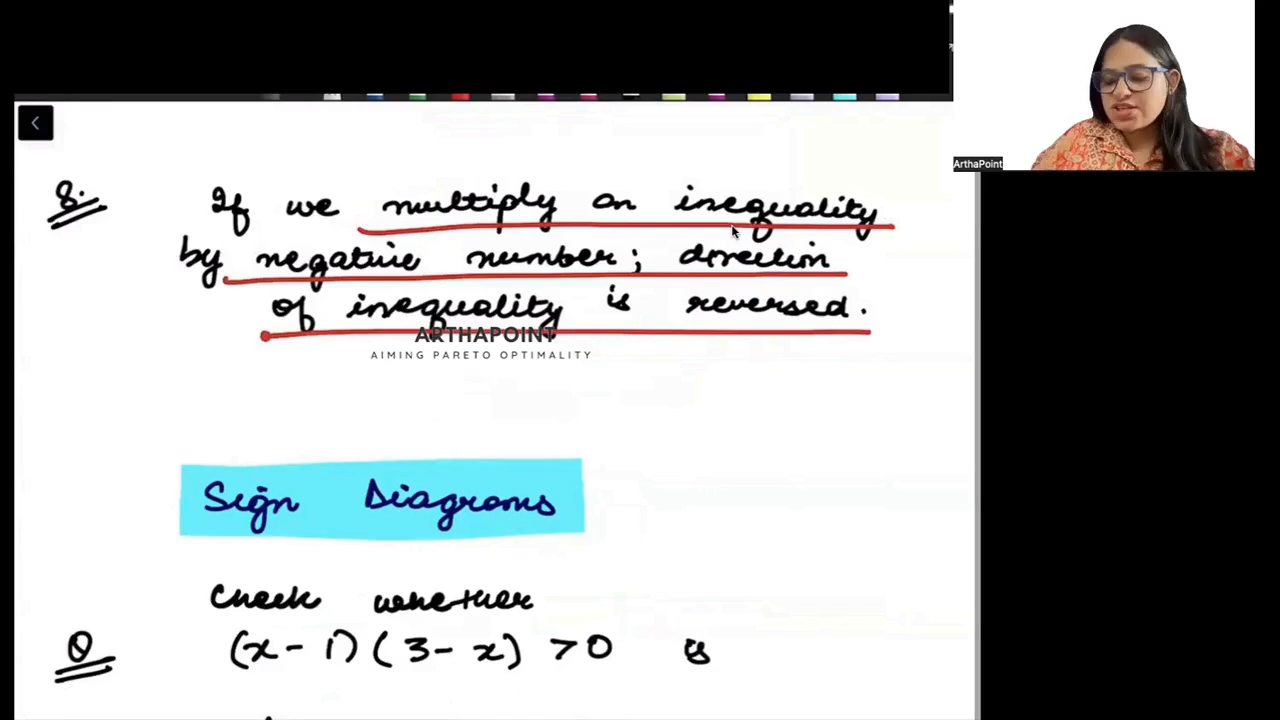 ArthaPoint
8. If we multiply an inequality
by negative number; direction
of inequality is reversed.
ARTHAPOINT
AIMING PARETO OPTIMALITY
Sign Diagrams
Check whether
Q (x - 1) ( 3 - x) > 0 is